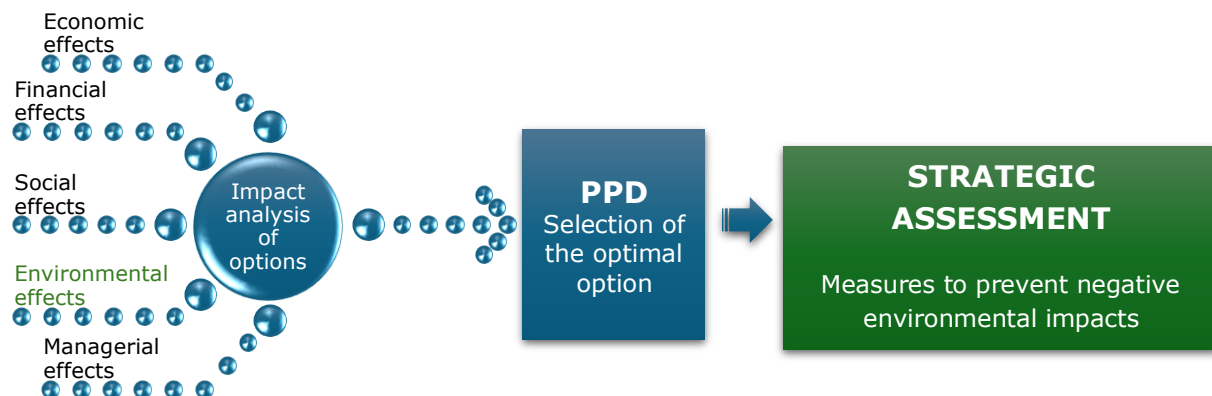 Economic
effects
Financial
effects
Social
effects
Environmental
effects
Managerial
effects
Impact
analysis
of
options
PPD
Selection of
the optimal
option
STRATEGIC
ASSESSMENT
Measures to prevent negative
environmental impacts